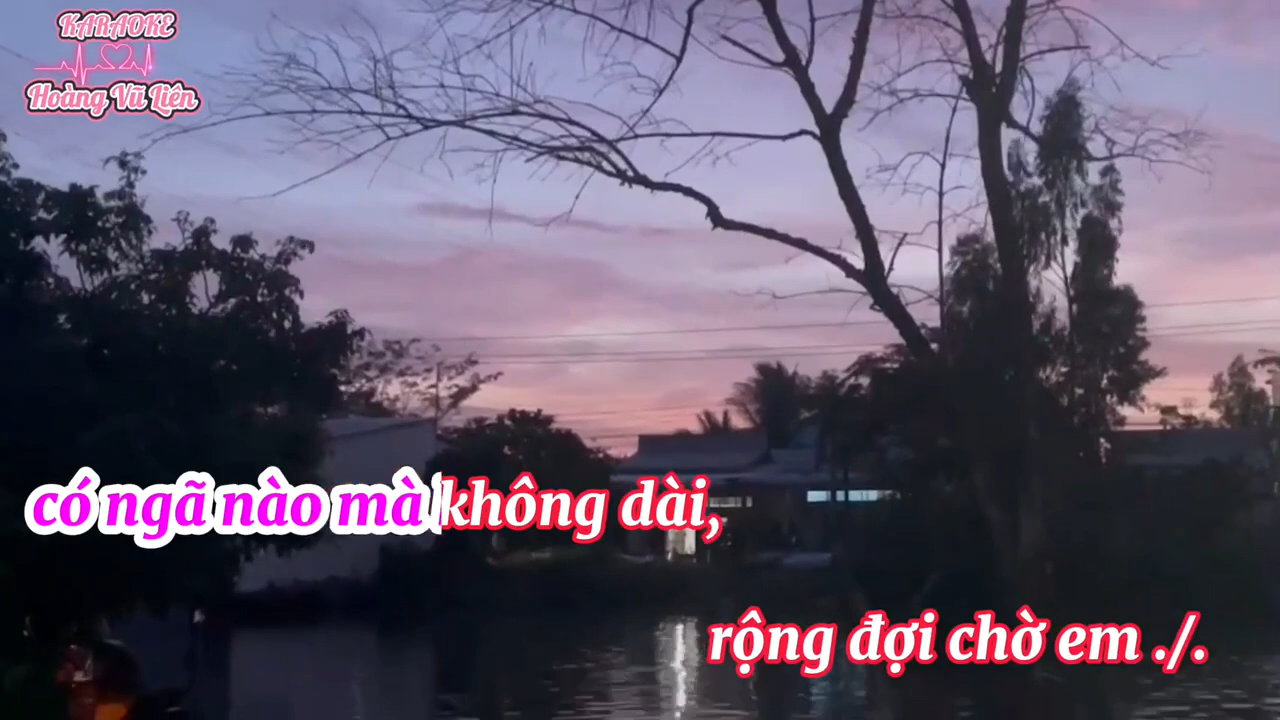 KARAOKE
Hoàng Vũ Liên
có ngã nào mà không dài,
rộng đợi chờ em ./.